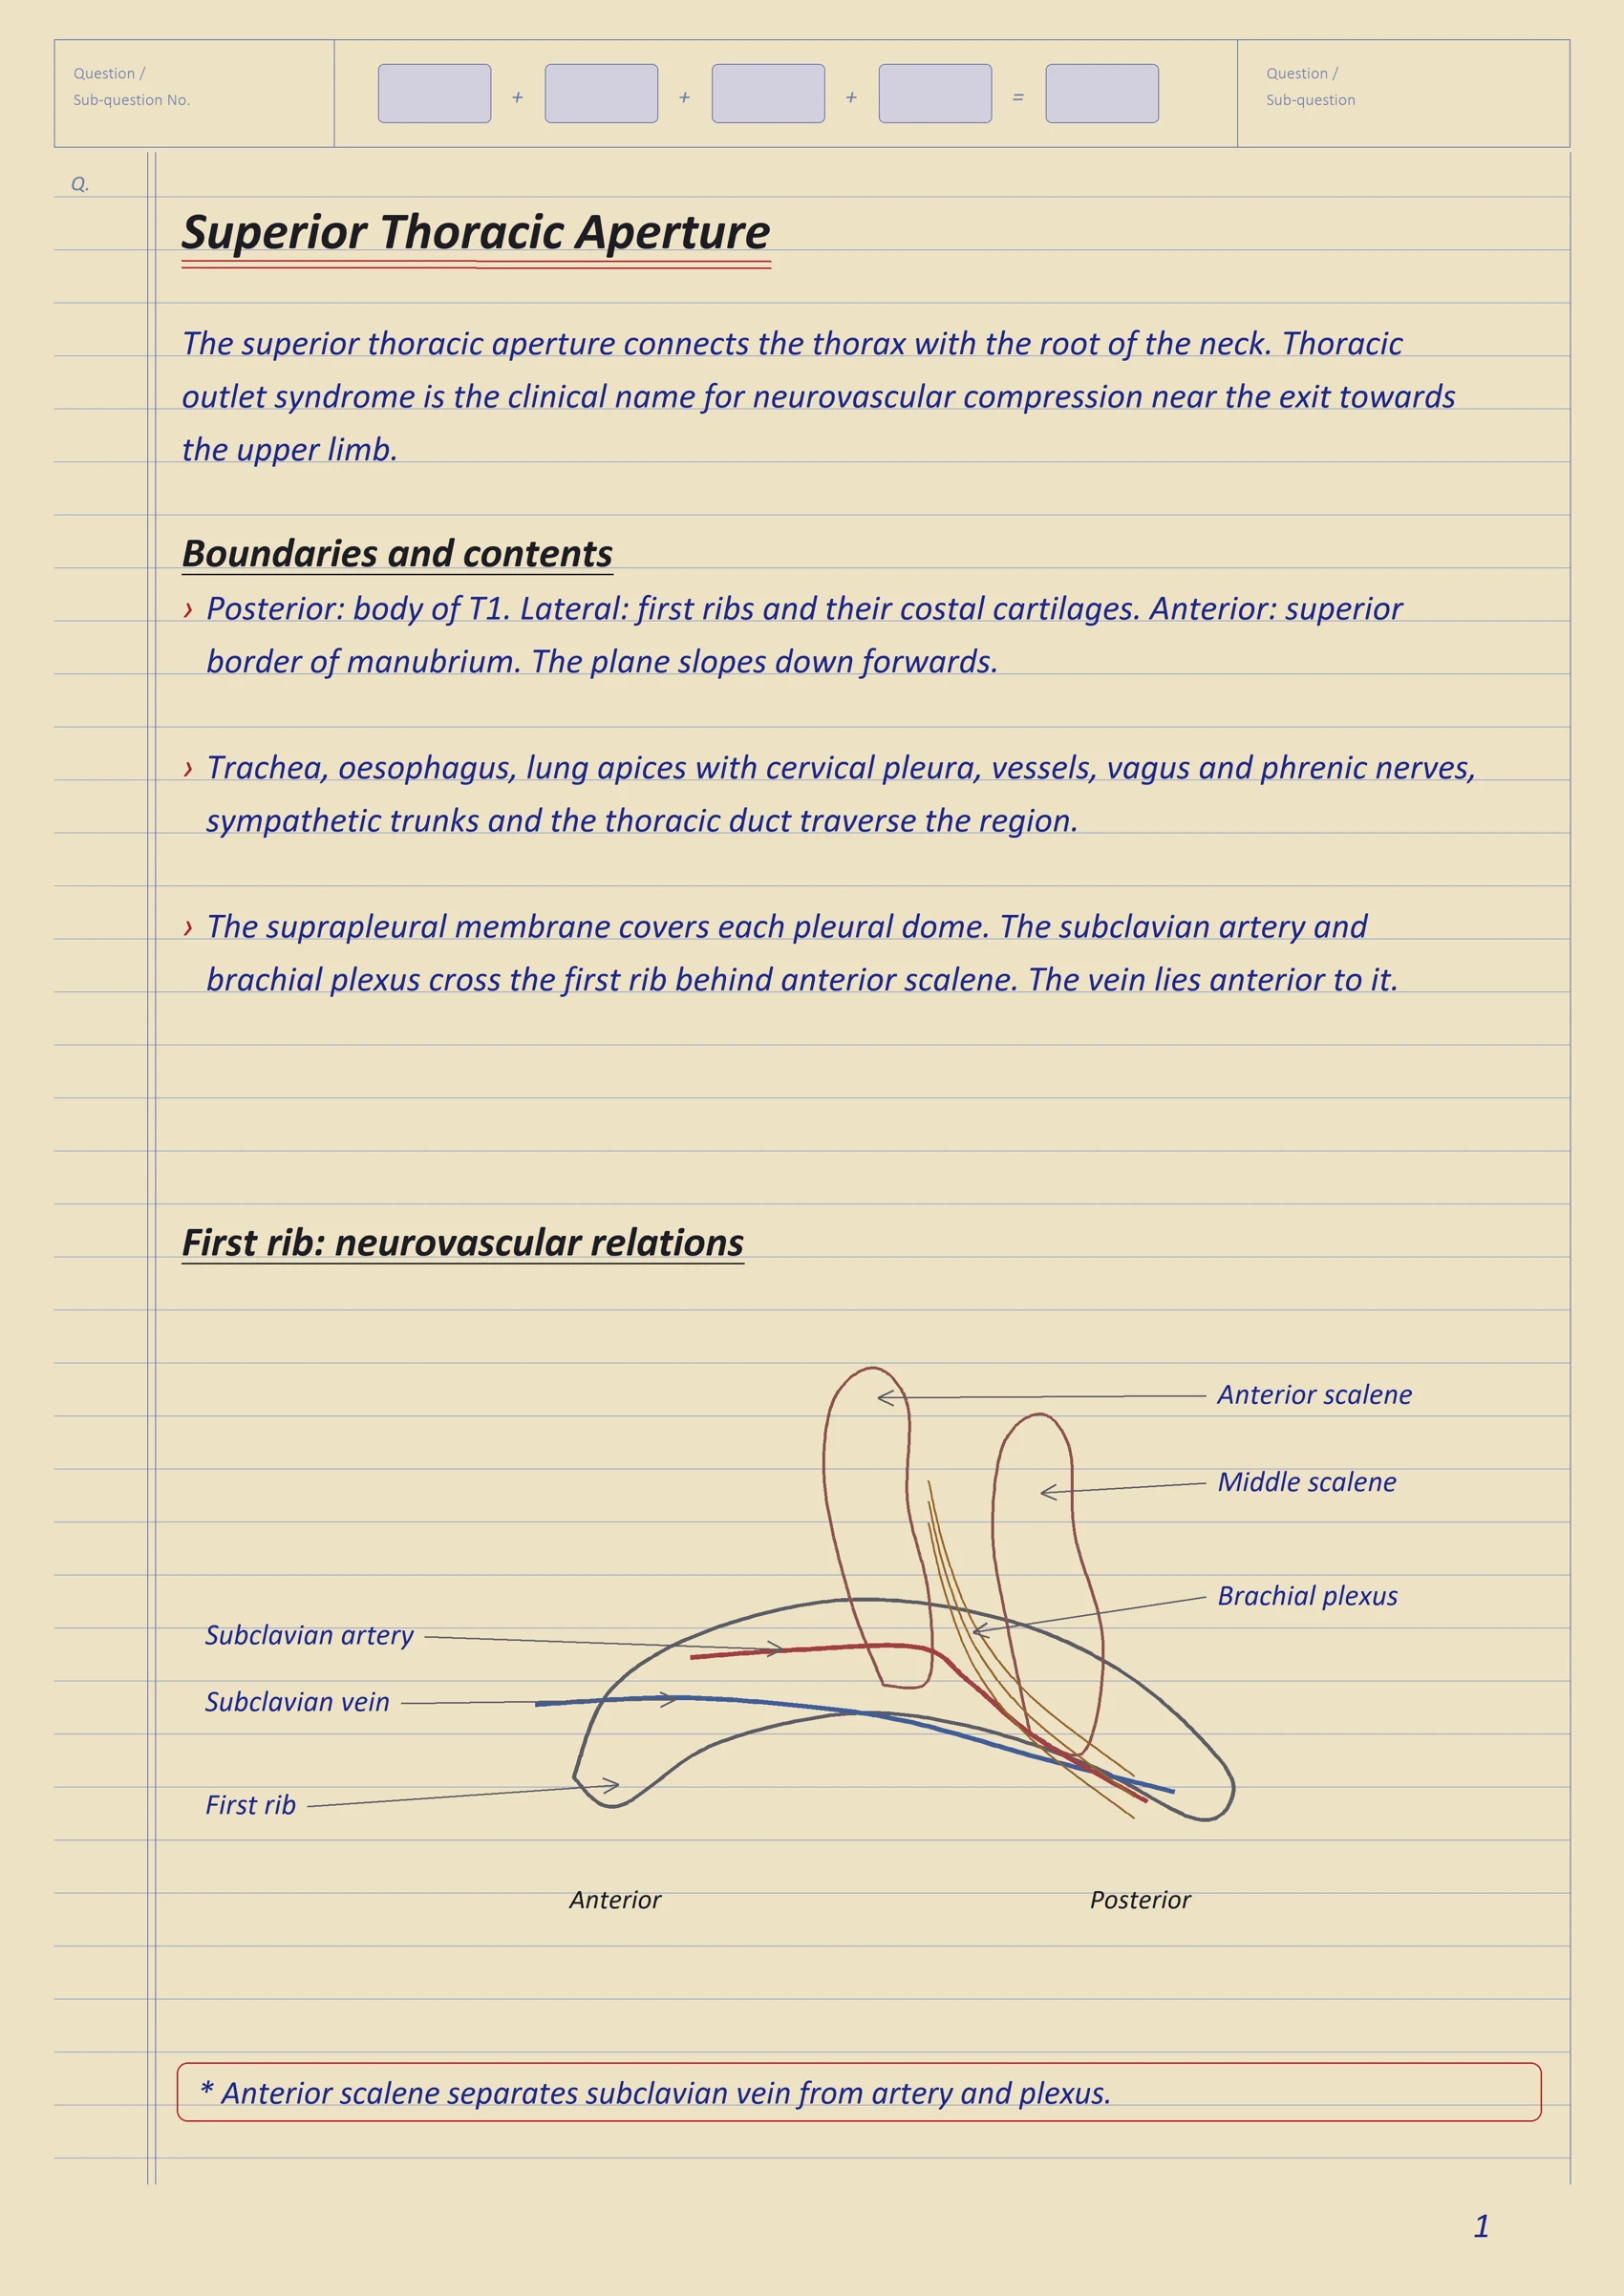 Question /
Sub-question No.
+ + + =
Question /
Sub-question
Q.
Superior Thoracic Aperture
The superior thoracic aperture connects the thorax with the root of the neck. Thoracic
outlet syndrome is the clinical name for neurovascular compression near the exit towards
the upper limb.
Boundaries and contents
› Posterior: body of T1. Lateral: first ribs and their costal cartilages. Anterior: superior
border of manubrium. The plane slopes down forwards.
› Trachea, oesophagus, lung apices with cervical pleura, vessels, vagus and phrenic nerves,
sympathetic trunks and the thoracic duct traverse the region.
› The suprapleural membrane covers each pleural dome. The subclavian artery and
brachial plexus cross the first rib behind anterior scalene. The vein lies anterior to it.
First rib: neurovascular relations
Anterior scalene
Middle scalene
Brachial plexus
Subclavian artery
Subclavian vein
First rib
Anterior
Posterior
* Anterior scalene separates subclavian vein from artery and plexus.
1